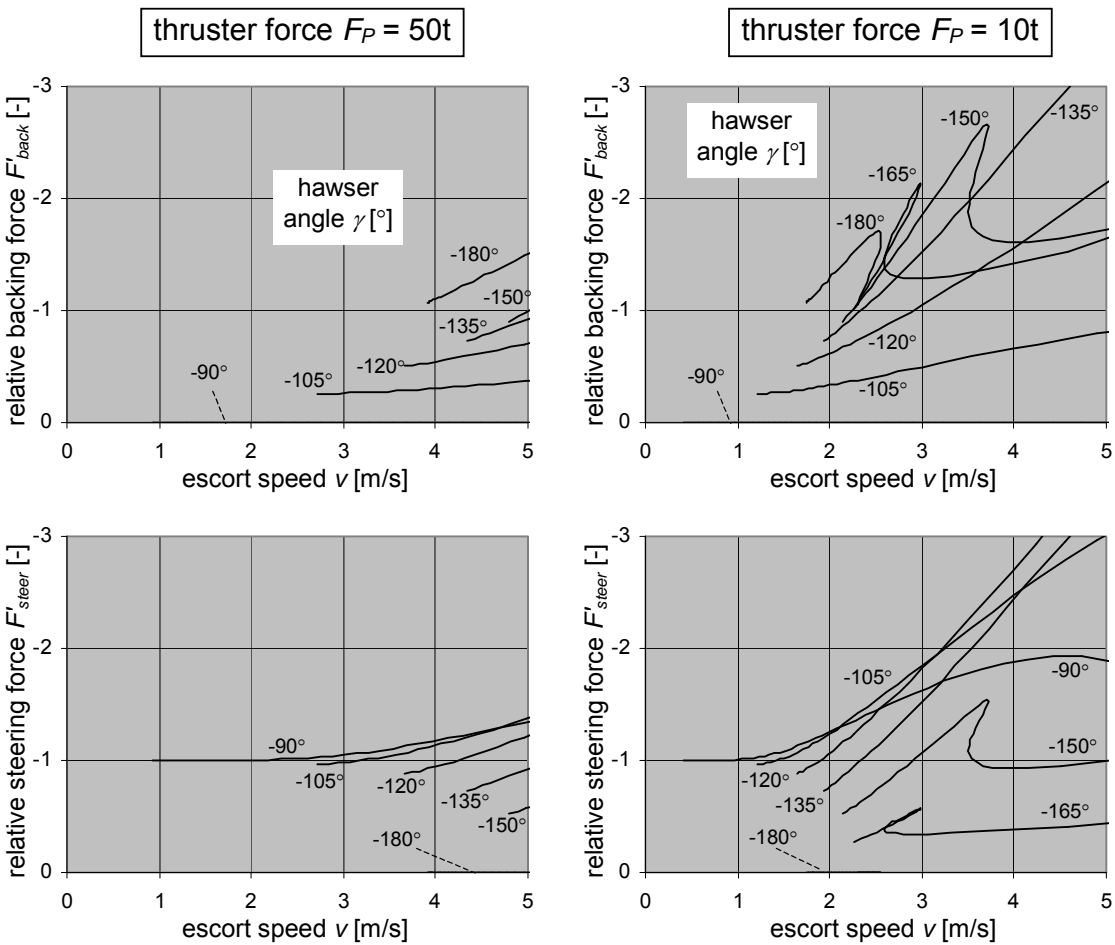 thruster force F_P = 50t
thruster force F_P = 10t
relative backing force F'_back [-]
-3
-2
-1
0
hawser
angle γ [°]
-180°
-150°
-135°
-120°
-105°
-90°
0 1 2 3 4 5
escort speed v [m/s]
relative backing force F'_back [-]
-3
-2
-1
0
hawser
angle γ [°]
-135°
-150°
-165°
-180°
-120°
-105°
-90°
0 1 2 3 4 5
escort speed v [m/s]
relative steering force F'_steer [-]
-3
-2
-1
0
-90°
-105°
-120°
-135°
-150°
-180°
0 1 2 3 4 5
escort speed v [m/s]
relative steering force F'_steer [-]
-3
-2
-1
0
-105°
-90°
-150°
-120°
-135°
-165°
-180°
0 1 2 3 4 5
escort speed v [m/s]